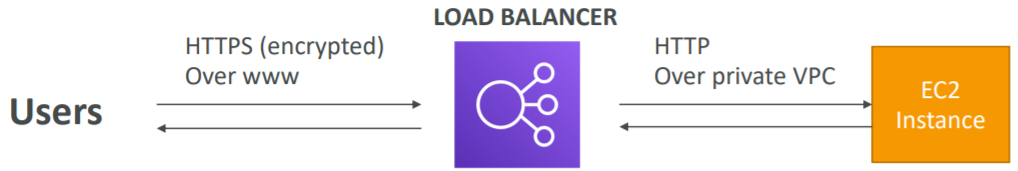 LOAD BALANCER
HTTPS (encrypted)
Over www
HTTP
Over private VPC
Users
EC2
Instance